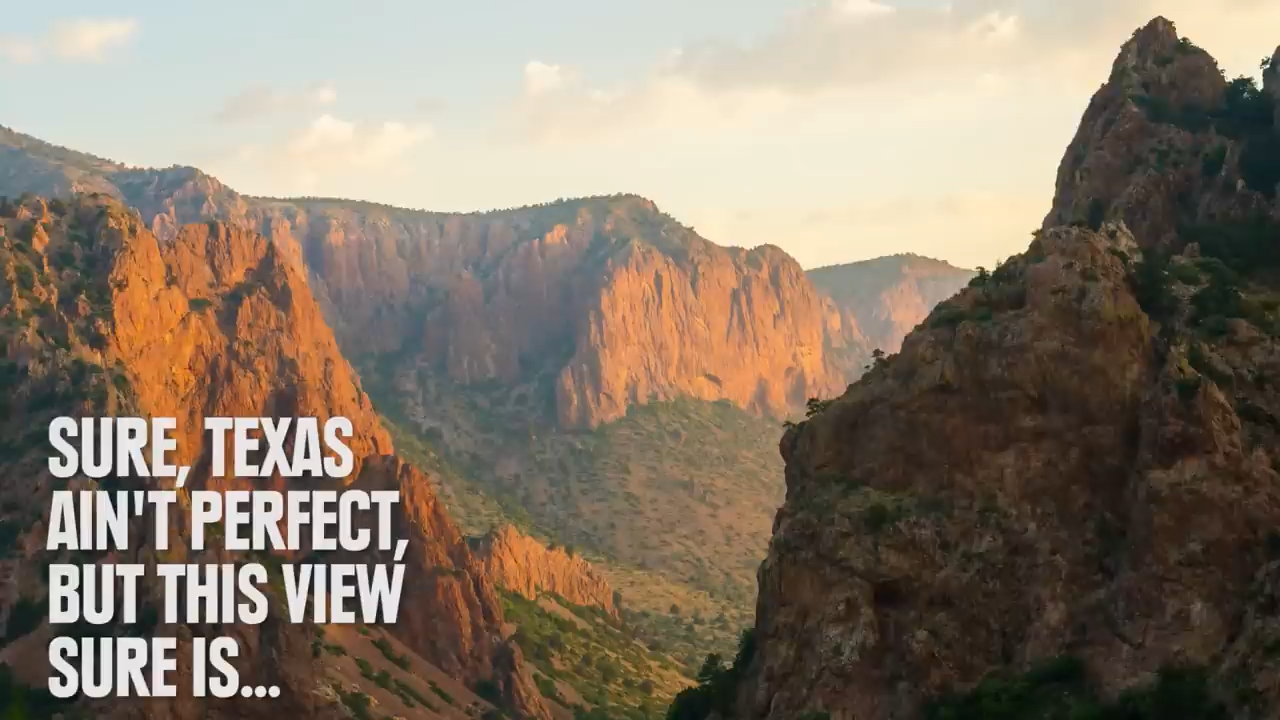 SURE, TEXAS
AIN'T PERFECT,
BUT THIS VIEW
SURE IS...